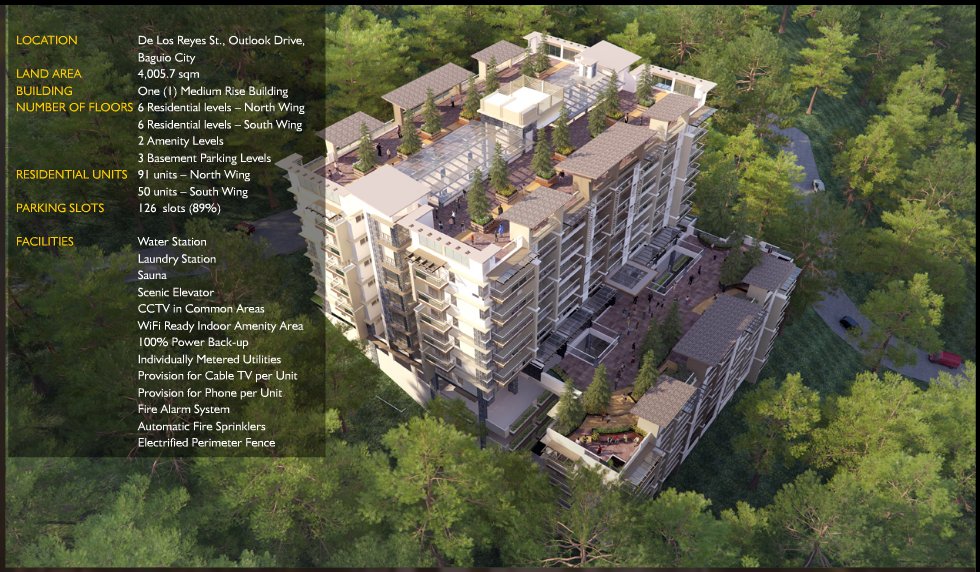 LOCATION De Los Reyes St., Outlook Drive,
Baguio City
LAND AREA 4,005.7 sqm
BUILDING One (1) Medium Rise Building
NUMBER OF FLOORS 6 Residential levels – North Wing
6 Residential levels – South Wing
2 Amenity Levels
3 Basement Parking Levels
RESIDENTIAL UNITS 91 units – North Wing
50 units – South Wing
PARKING SLOTS 126 slots (89%)
FACILITIES Water Station
Laundry Station
Sauna
Scenic Elevator
CCTV in Common Areas
WiFi Ready Indoor Amenity Area
100% Power Back-up
Individually Metered Utilities
Provision for Cable TV per Unit
Provision for Phone per Unit
Fire Alarm System
Automatic Fire Sprinklers
Electrified Perimeter Fence